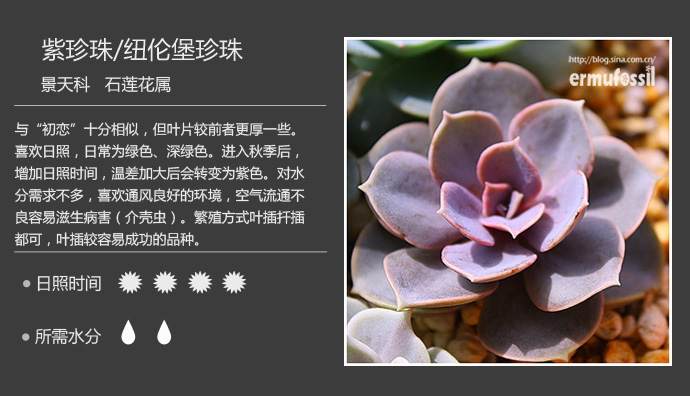 紫珍珠/纽伦堡珍珠
景天科 石莲花属
与“初恋”十分相似，但叶片较前者更厚一些。
喜欢日照，日常为绿色、深绿色。进入秋季后，
增加日照时间，温差加大后会转变为紫色。对水
分需求不多，喜欢通风良好的环境，空气流通不
良容易滋生病害（介壳虫）。繁殖方式叶插扦插
都可，叶插较容易成功的品种。
日照时间
所需水分
http://blog.sina.com.cn/
ermufossil